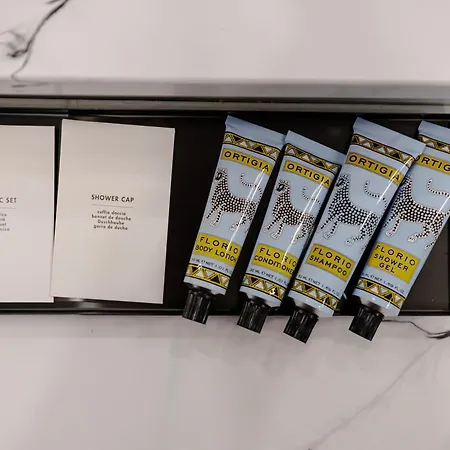 C SET
SHOWER CAP
cuffia doccia
bonnet de douche
Duschhaube
gorro de ducha
ORTIGIA
FLORIO
BODY LOTION
ORTIGIA
FLORIO
CONDITIONER
ORTIGIA
FLORIO
SHAMPOO
ORTIGIA
FLORIO
SHOWER
GEL